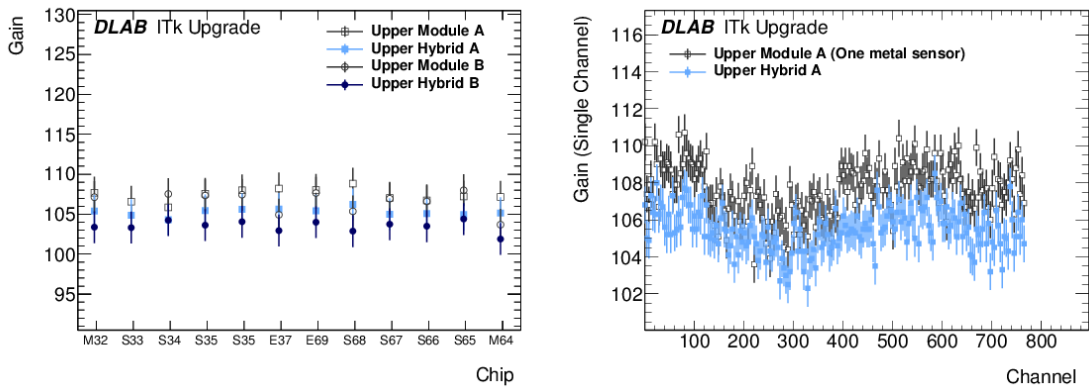 Gain
DLAB ITk Upgrade
Upper Module A
Upper Hybrid A
Upper Module B
Upper Hybrid B
130
125
120
115
110
105
100
95
M32 S33 S34 S35 S35 E37 E69 S68 S67 S66 S65 M64
Chip
Gain (Single Channel)
DLAB ITk Upgrade
Upper Module A (One metal sensor)
Upper Hybrid A
116
114
112
110
108
106
104
102
100 200 300 400 500 600 700 800
Channel